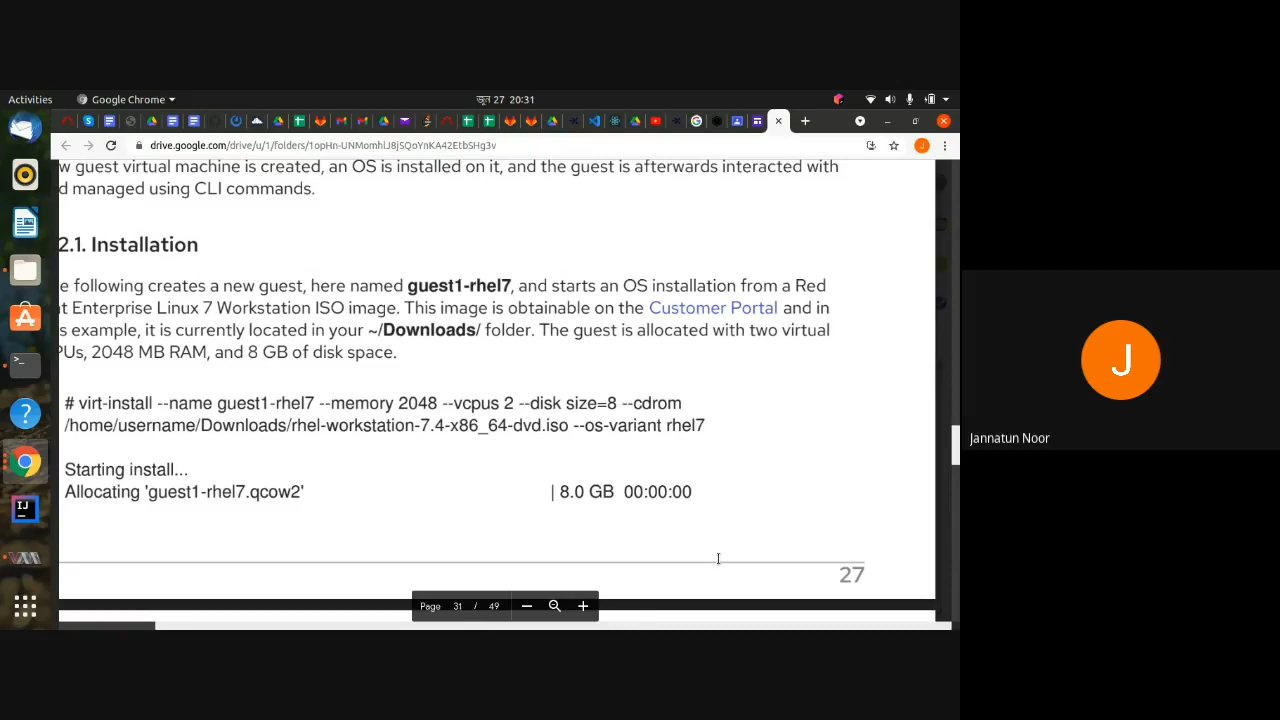 Activities
Google Chrome
जून 27 20:31
drive.google.com/drive/u/1/folders/1opHn-UNMomhlJ8jSQoYnKA42EtbSHg3v
w guest virtual machine is created, an OS is installed on it, and the guest is afterwards interacted with
d managed using CLI commands.
2.1. Installation
e following creates a new guest, here named guest1-rhel7, and starts an OS installation from a Red
t Enterprise Linux 7 Workstation ISO image. This image is obtainable on the Customer Portal and in
s example, it is currently located in your ~/Downloads/ folder. The guest is allocated with two virtual
PUs, 2048 MB RAM, and 8 GB of disk space.
# virt-install --name guest1-rhel7 --memory 2048 --vcpus 2 --disk size=8 --cdrom
/home/username/Downloads/rhel-workstation-7.4-x86_64-dvd.iso --os-variant rhel7
Starting install...
Allocating 'guest1-rhel7.qcow2' | 8.0 GB 00:00:00
27
Page 31 / 49
J
Jannatun Noor